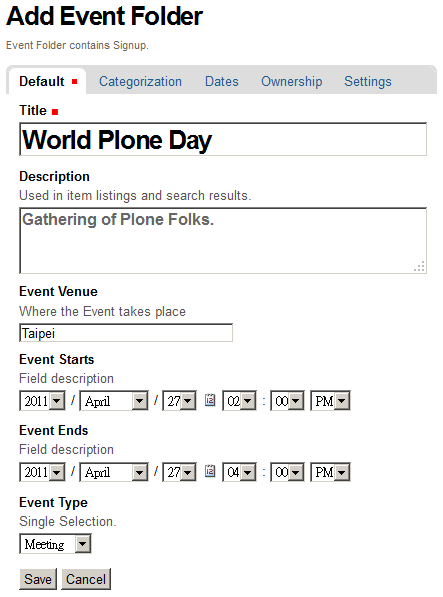 Add Event Folder
Event Folder contains Signup.
Default Categorization Dates Ownership Settings
Title
World Plone Day
Description
Used in item listings and search results.
Gathering of Plone Folks.
Event Venue
Where the Event takes place
Taipei
Event Starts
Field description
2011 / April / 27 12 02 : 00 PM
Event Ends
Field description
2011 / April / 27 12 04 : 00 PM
Event Type
Single Selection.
Meeting
Save Cancel